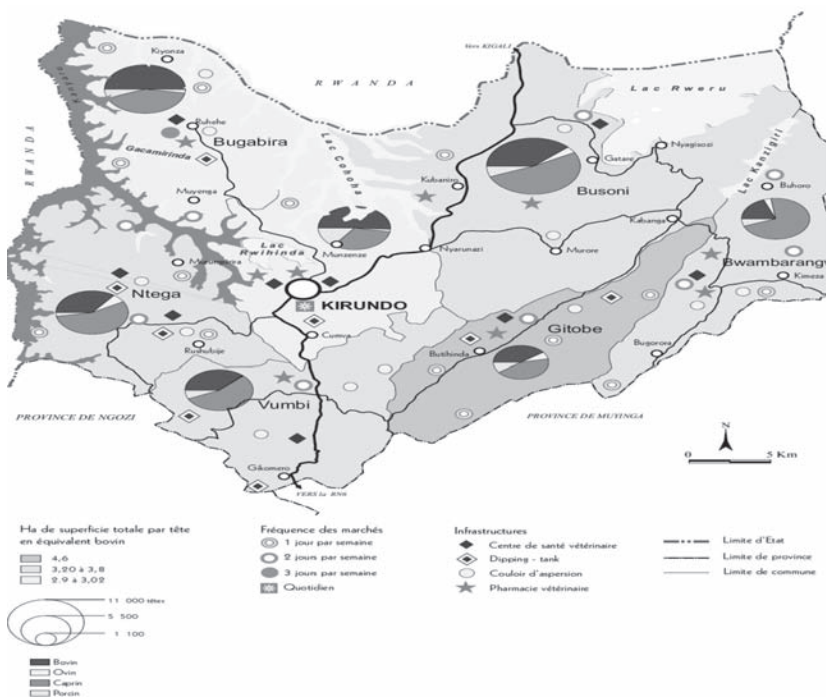 Kiyonza
Vers KIGALI
RWANDA
Lac Rweru
RWANDA
Ruhehe
Bugabira
Gacamirinda
Lac Cohoha
Gatare
Nyagisozi
Lac Kanzigiri
Kubaniro
Busoni
Buhoro
Muyenga
Lac Rwihinda
Munzenze
Nyarunazi
Murore
Kabanga
Bwambarangw
Kimeza
Ntega
KIRUNDO
Gitobe
Cumva
Butihinda
Bugorora
Vumbi
PROVINCE DE NGOZI
PROVINCE DE MUYINGA
Gikomero
VERS la BN6
N
0 5 Km
Ha de superficie totale par tête
en équivalent bovin
4,6
3,20 à 3,8
2.9 à 3,02
11 000 têtes
5 500
1 100
Bovin
Ovin
Caprin
Porcin
Fréquence des marchés
1 jour par semaine
2 jours par semaine
3 jours par semaine
Quotidien
Infrastructures
Centre de santé vétérinaire
Dipping - tank
Couloir d'aspersion
Pharmacie vétérinaire
Limite d'Etat
Limite de province
Limite de commune